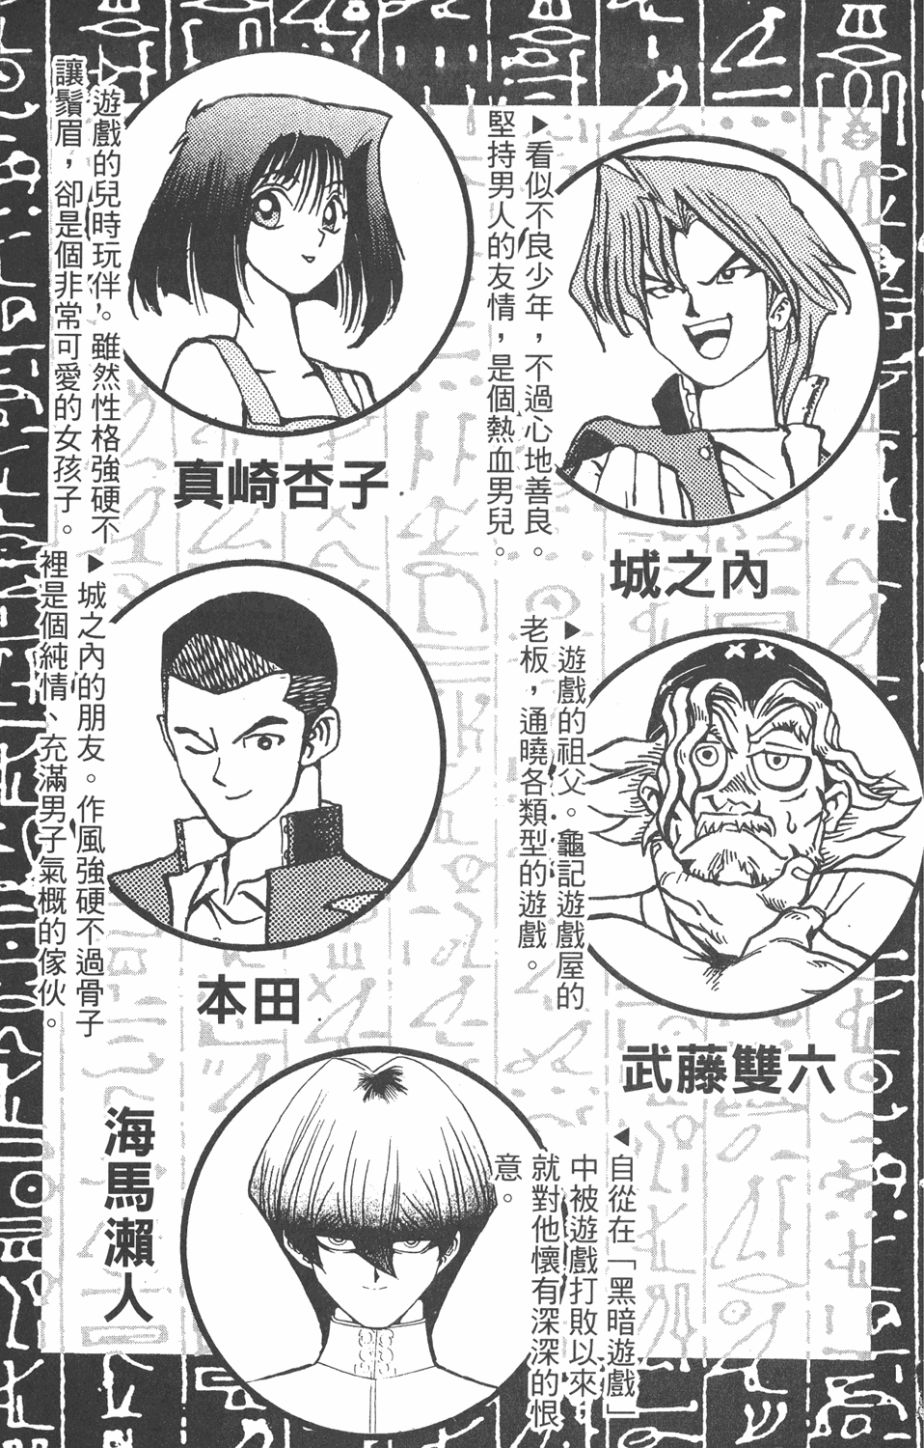 ▶看似不良少年，不過心地善良。
堅持男人的友情，是個熱血男兒。
城之內
▶遊戲的兒時玩伴。雖然性格強硬不
讓鬚眉，卻是個非常可愛的女孩子。
真崎杏子
▶遊戲的祖父。龜記遊戲屋的
老板，通曉各類型的遊戲。
武藤雙六
▶城之內的朋友。作風強硬不過骨子
裡是個純情、充滿男子氣概的傢伙。
本田
◀自從在「黑暗遊戲」
中被遊戲打敗以來，
就對他懷有深深的恨
意。
海馬瀨人